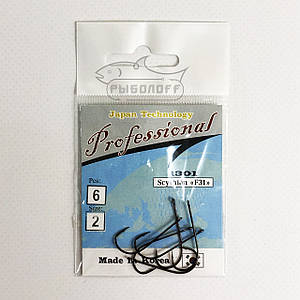 РЫБОЛОFF
Japan Technology
Professional
Pcs:
6
Size:
2
Made In Korea